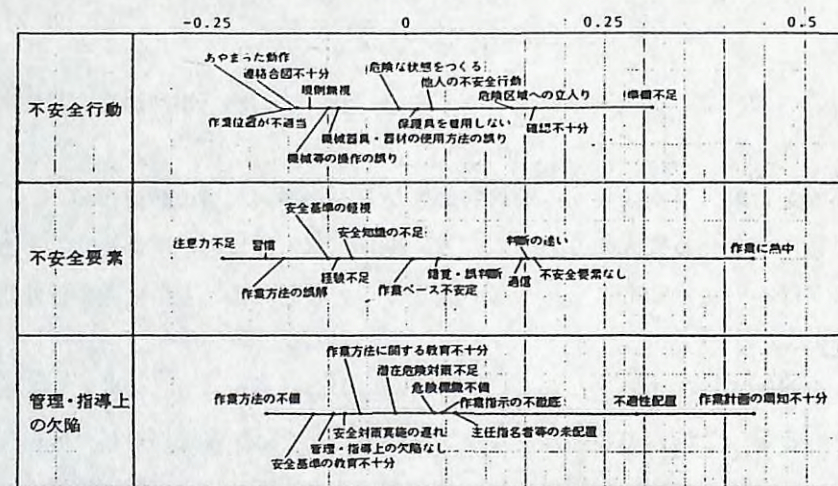 -0.25 0 0.25 0.5
不安全行動
あやまった動作
連絡合図不十分
規則無視
危険な状態をつくる
他人の不安全行動
危険区域への立入り
準備不足
作業位置が不適当
保護具を着用しない
確認不十分
機械器具・器材の使用方法の誤り
機械等の操作の誤り
不安全要素
安全基準の軽視
安全知識の不足
注意力不足
習慣
判断の違い
作業に熱中
作業方法の誤解
経験不足
錯覚・誤判断
作業ペース不安定
過信
不安全要素なし
管理・指導上
の欠陥
作業方法に関する教育不十分
潜在危険対策不足
危険標識不備
作業方法の不備
作業指示の不徹底
不適性配置
作業計画の周知不十分
安全対策実施の遅れ
主任指名者等の未配置
管理・指導上の欠陥なし
安全基準の教育不十分